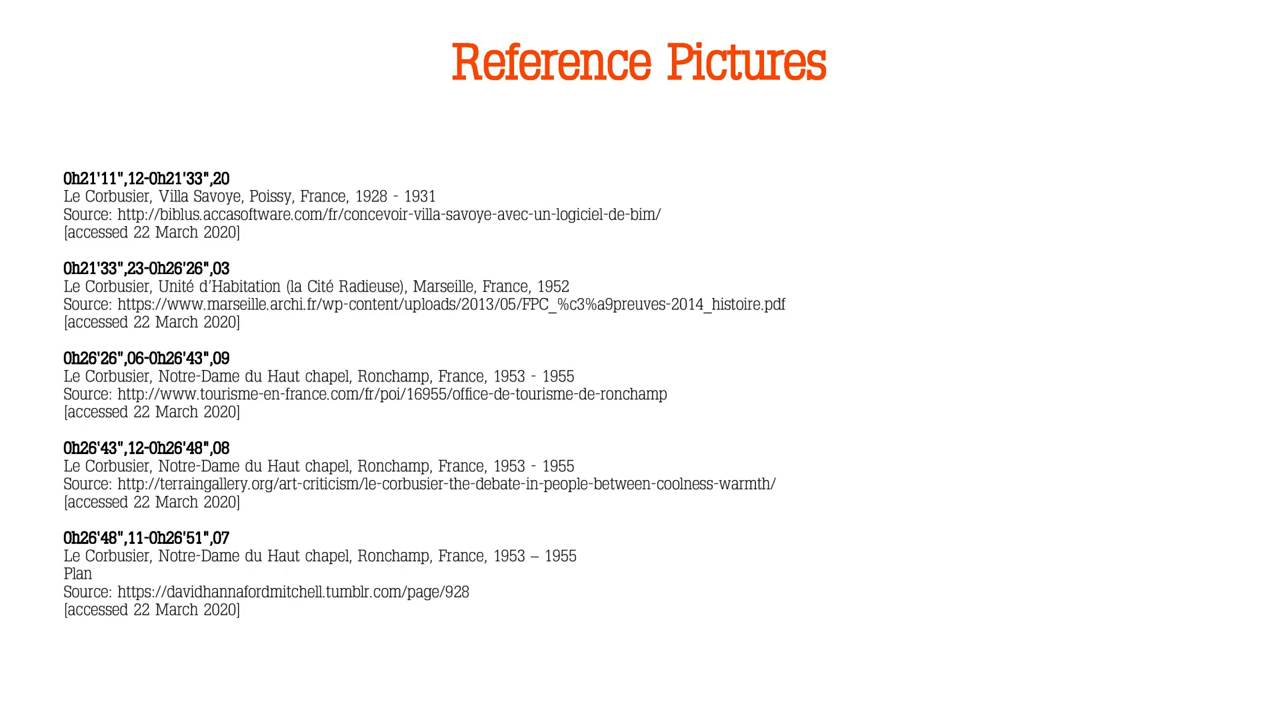 Reference Pictures
0h21'11",12-0h21'33",20
Le Corbusier, Villa Savoye, Poissy, France, 1928 - 1931
Source: http://biblus.accasoftware.com/fr/concevoir-villa-savoye-avec-un-logiciel-de-bim/
[accessed 22 March 2020]
0h21'33",23-0h26'26",03
Le Corbusier, Unité d'Habitation (la Cité Radieuse), Marseille, France, 1952
Source: https://www.marseille.archi.fr/wp-content/uploads/2013/05/FPC_%c3%a9preuves-2014_histoire.pdf
[accessed 22 March 2020]
0h26'26",06-0h26'43",09
Le Corbusier, Notre-Dame du Haut chapel, Ronchamp, France, 1953 - 1955
Source: http://www.tourisme-en-france.com/fr/poi/16955/office-de-tourisme-de-ronchamp
[accessed 22 March 2020]
0h26'43",12-0h26'48",08
Le Corbusier, Notre-Dame du Haut chapel, Ronchamp, France, 1953 - 1955
Source: http://terraingallery.org/art-criticism/le-corbusier-the-debate-in-people-between-coolness-warmth/
[accessed 22 March 2020]
0h26'48",11-0h26'51",07
Le Corbusier, Notre-Dame du Haut chapel, Ronchamp, France, 1953 – 1955
Plan
Source: https://davidhannafordmitchell.tumblr.com/page/928
[accessed 22 March 2020]